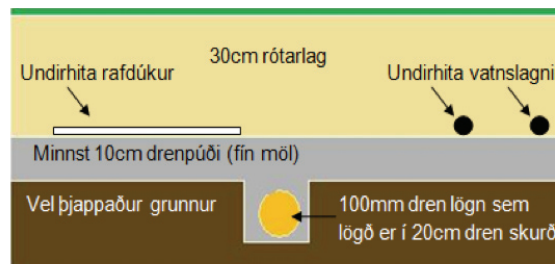 30cm rótarlag
Undirhita rafdúkur
Undirhita vatnslagni
Minnst 10cm drenpúði (fín möl)
Vel þjappaður grunnur
100mm dren lögn sem
lögð er í 20cm dren skurð